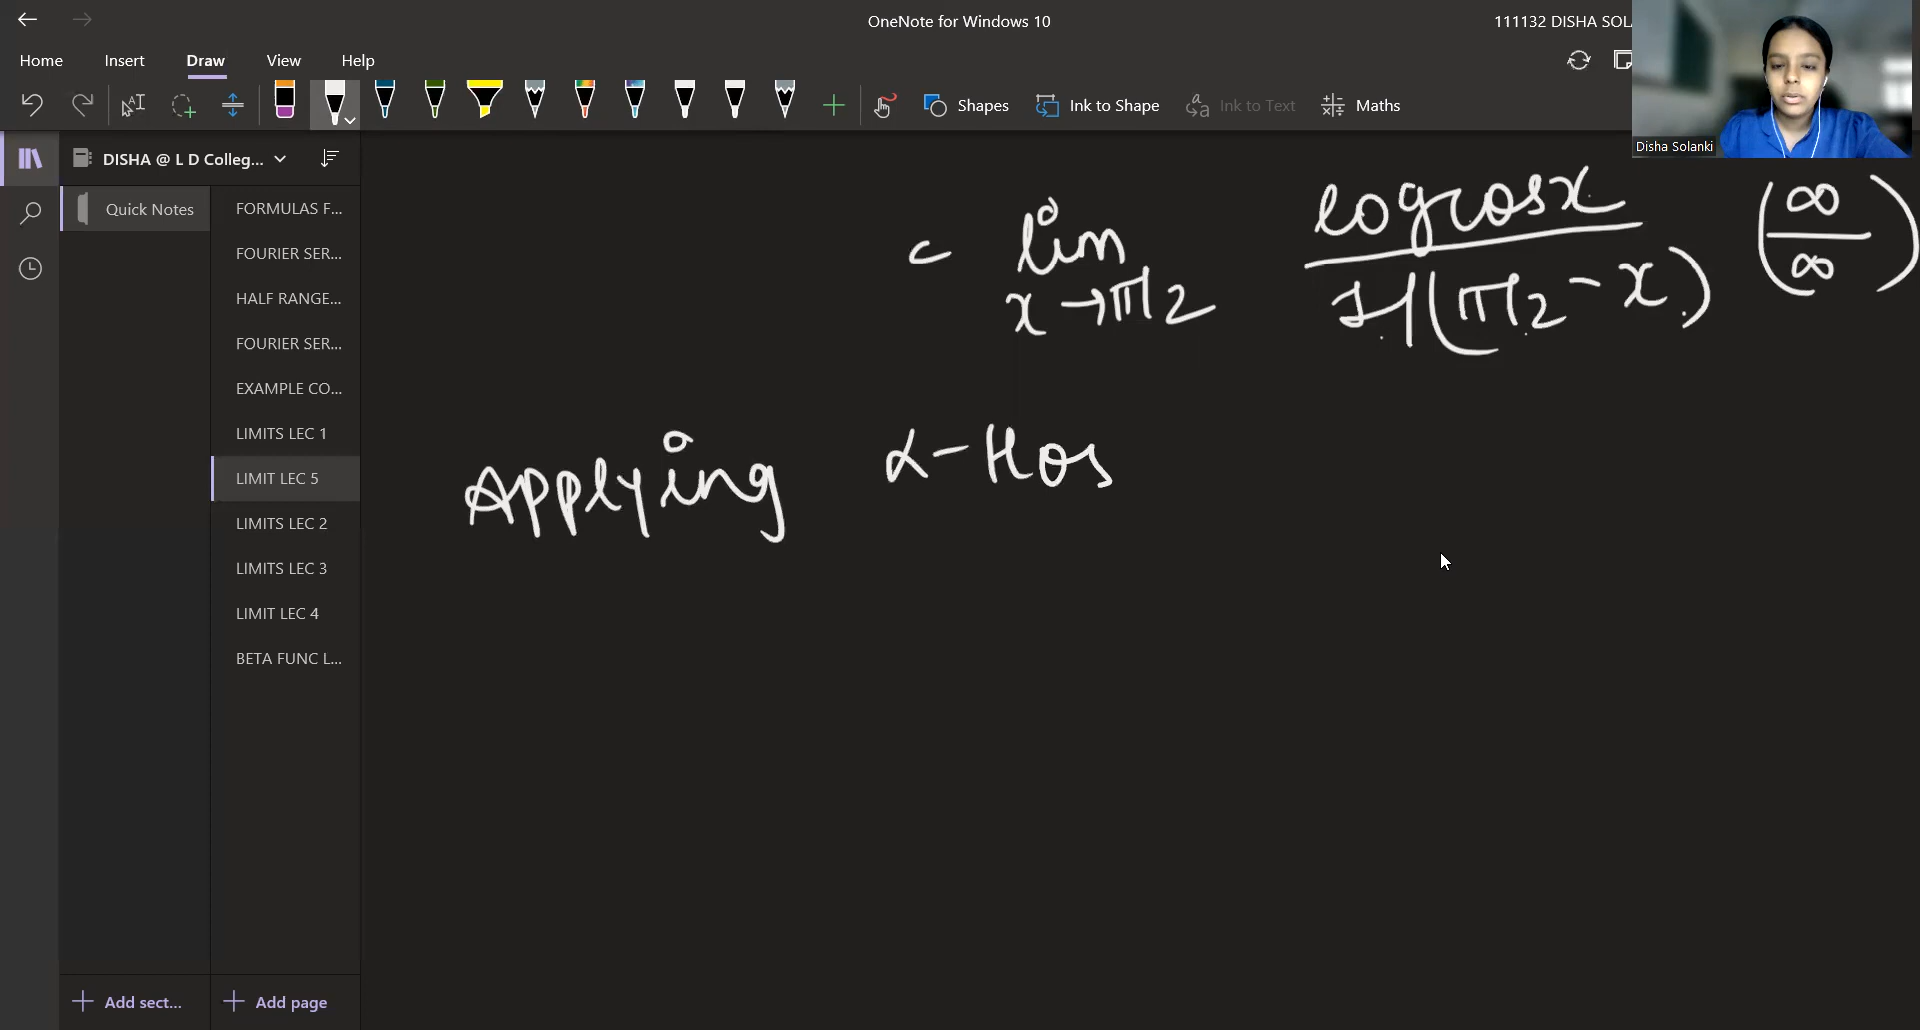 OneNote for Windows 10
111132 DISHA SOL
Home Insert Draw View Help
Shapes Ink to Shape Ink to Text Maths
Disha Solanki
DISHA @ L D Colleg...
Quick Notes
FORMULAS F...
FOURIER SER...
HALF RANGE...
FOURIER SER...
EXAMPLE CO...
LIMITS LEC 1
LIMIT LEC 5
LIMITS LEC 2
LIMITS LEC 3
LIMIT LEC 4
BETA FUNC L...
Add sect...
Add page
lim logcosx (∞
x→π/2 1/(π/2-x) ∞)
Applying L-Hos